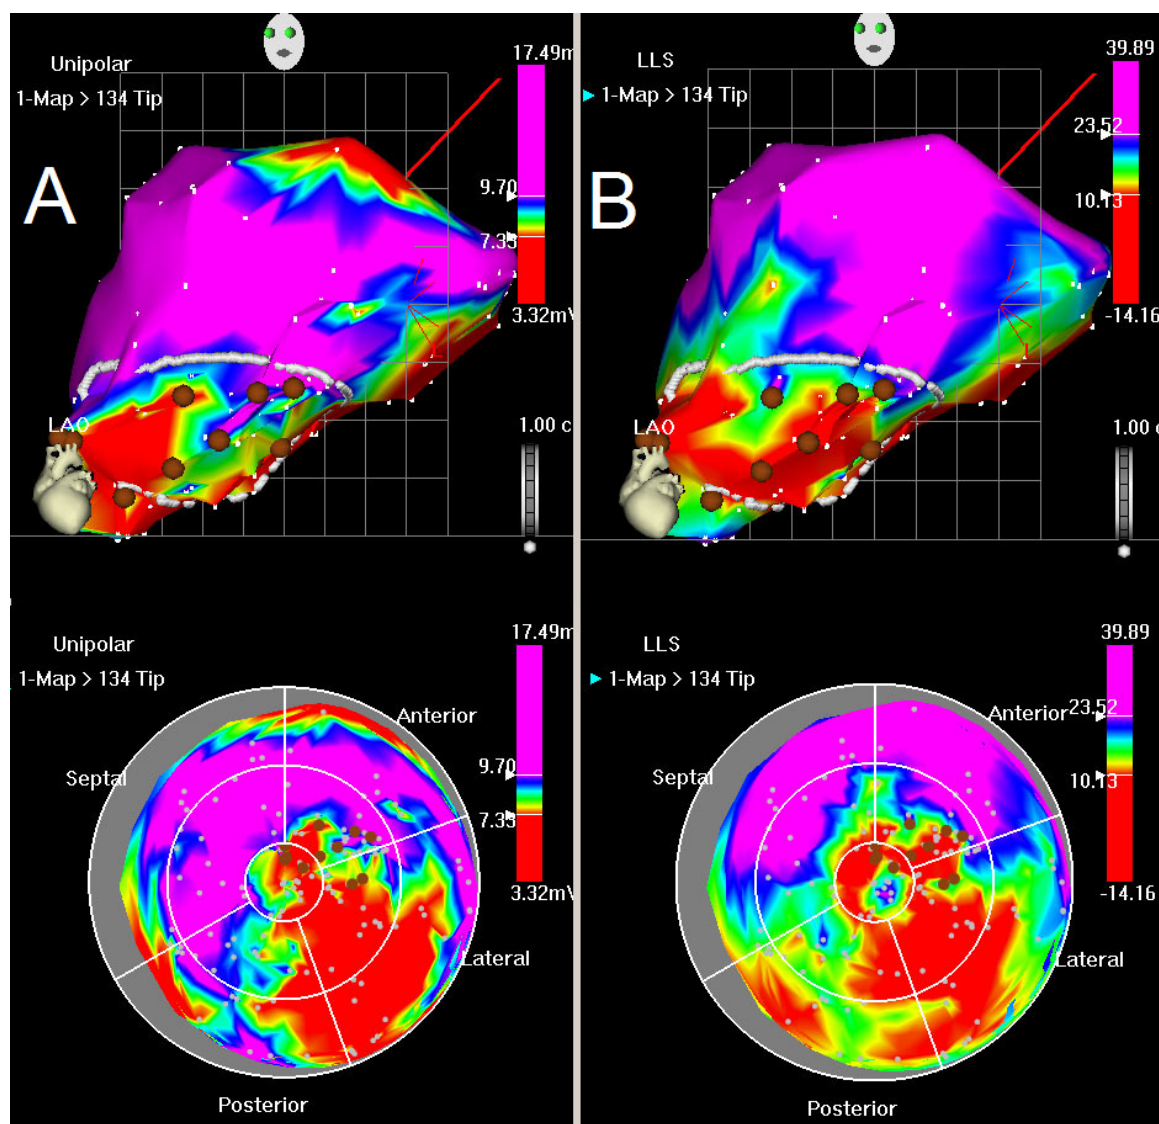 A
Unipolar
1-Map > 134 Tip
17.49m
9.70
7.35
3.32mV
LAO
1.00 c
B
LLS
1-Map > 134 Tip
39.89
23.52
10.13
-14.16
LAO
1.00 c
Unipolar
1-Map > 134 Tip
17.49m
9.70
7.35
3.32mV
Anterior
Septal
Lateral
Posterior
LLS
1-Map > 134 Tip
39.89
23.52
10.13
-14.16
Anterior
Septal
Lateral
Posterior